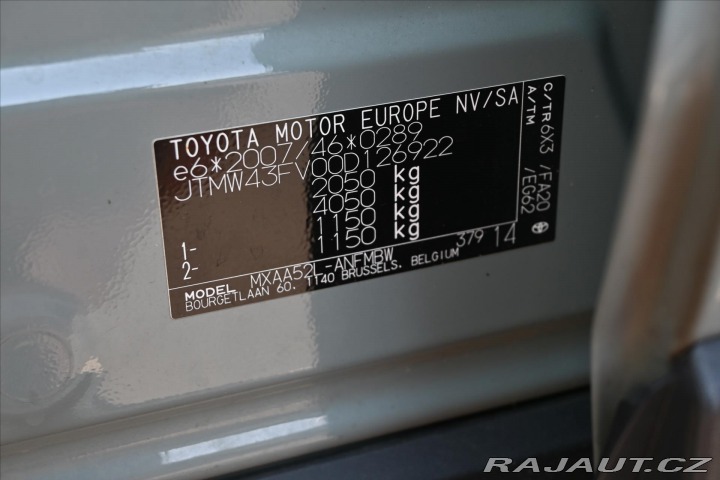 TOYOTA MOTOR EUROPE NV/SA
e6*2007/46*0289
JTMW43FV00D126922
2050 kg
4050 kg
1- 1150 kg
2- 1150 kg
379 14
MODEL MXAA52L-ANFMBW
BOURGETLAAN 60, 1140 BRUSSELS, BELGIUM
C/TR 6X3 /FA20
A/TM /EG62
RAJAUT.CZ